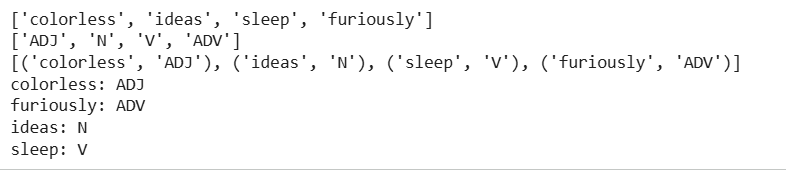 ['colorless', 'ideas', 'sleep', 'furiously']
['ADJ', 'N', 'V', 'ADV']
[('colorless', 'ADJ'), ('ideas', 'N'), ('sleep', 'V'), ('furiously', 'ADV')]
colorless: ADJ
furiously: ADV
ideas: N
sleep: V